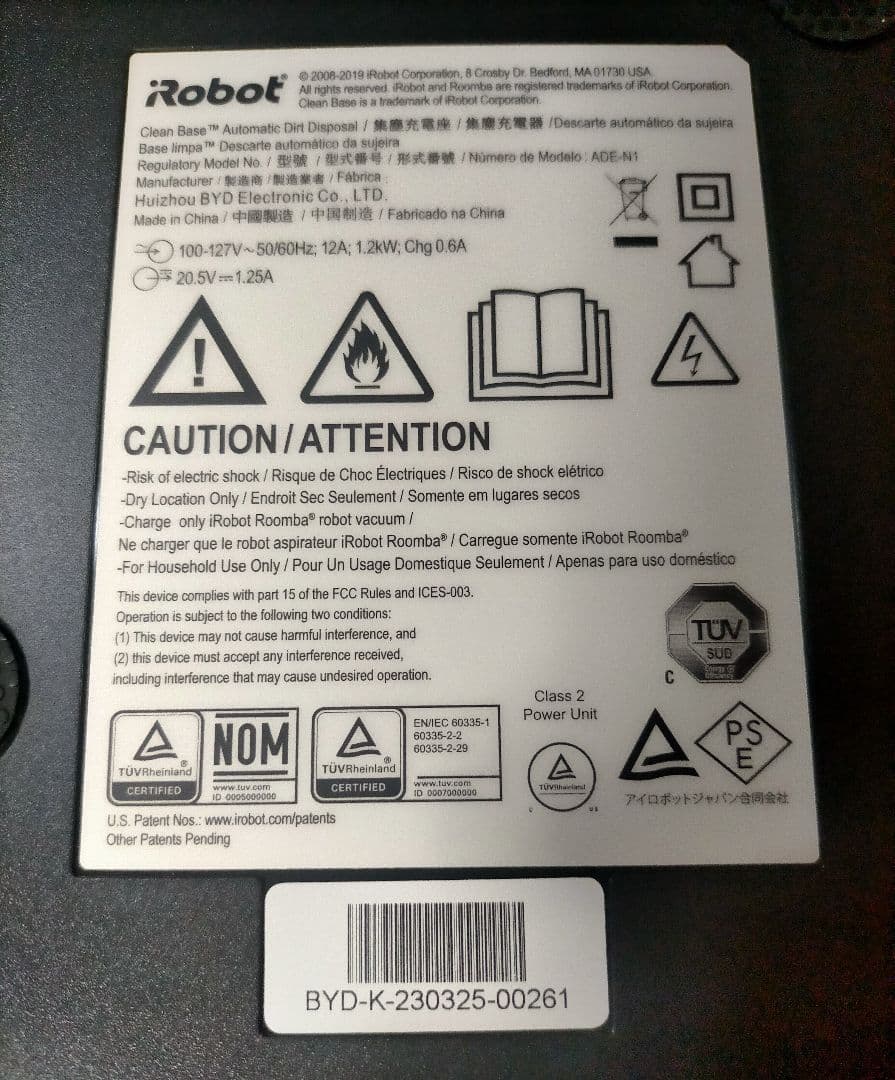 iRobot®
© 2008-2019 iRobot Corporation, 8 Crosby Dr. Bedford, MA 01730 USA.
All rights reserved. iRobot and Roomba are registered trademarks of iRobot Corporation.
Clean Base is a trademark of iRobot Corporation.
Clean Base™ Automatic Dirt Disposal / 集塵充電座 / 集塵充電器 /Descarte automático da sujeira
Base limpa™ Descarte automático da sujeira
Regulatory Model No. / 型號 / 型式番号 / 形式番號 / Número de Modelo : ADE-N1
Manufacturer / 製造商 / 製造業者 / Fábrica :
Huizhou BYD Electronic Co., LTD.
Made in China / 中國製造 / 中国制造 / Fabricado na China
100-127V~50/60Hz; 12A; 1.2kW; Chg 0.6A
20.5V⎓1.25A
CAUTION/ATTENTION
-Risk of electric shock / Risque de Choc Électriques / Risco de shock elétrico
-Dry Location Only / Endroit Sec Seulement / Somente em lugares secos
-Charge only iRobot Roomba® robot vacuum /
Ne charger que le robot aspirateur iRobot Roomba® / Carregue somente iRobot Roomba®
-For Household Use Only / Pour Un Usage Domestique Seulement / Apenas para uso doméstico
This device complies with part 15 of the FCC Rules and ICES-003.
Operation is subject to the following two conditions:
(1) This device may not cause harmful interference, and
(2) this device must accept any interference received,
including interference that may cause undesired operation.
TÜV
SÜD
Energy
Efficiency
C
TÜVRheinland®
CERTIFIED
NOM
www.tuv.com
ID 0005000000
TÜVRheinland®
CERTIFIED
EN/IEC 60335-1
60335-2-2
60335-2-29
www.tuv.com
ID 0007000000
Class 2
Power Unit
TÜVRheinland
C US
PS
E
アイロボットジャパン合同会社
U.S. Patent Nos.: www.irobot.com/patents
Other Patents Pending
BYD-K-230325-00261